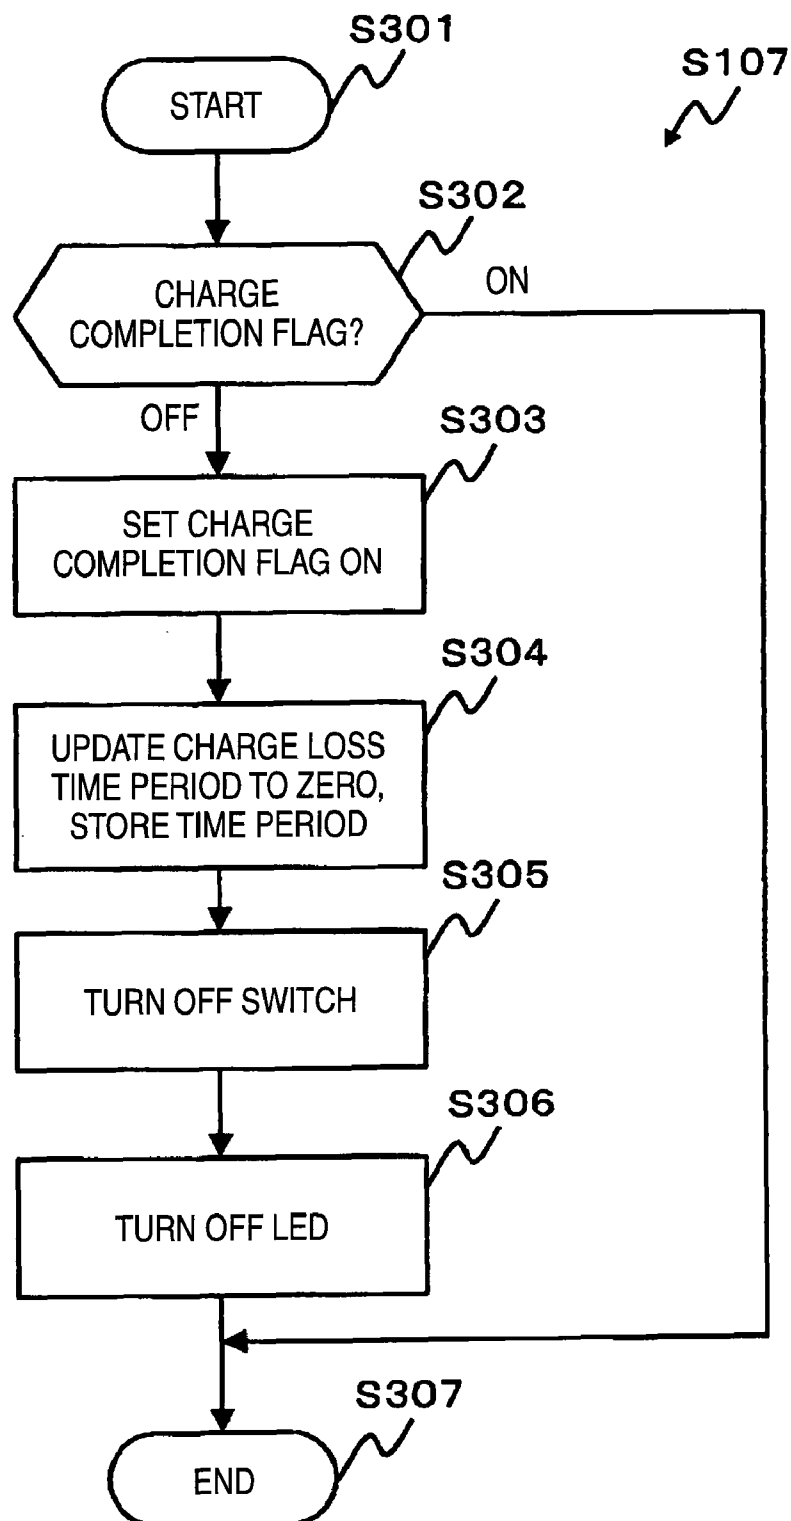 S301
START
S107
S302
CHARGE
COMPLETION FLAG?
ON
OFF
S303
SET CHARGE
COMPLETION FLAG ON
S304
UPDATE CHARGE LOSS
TIME PERIOD TO ZERO,
STORE TIME PERIOD
S305
TURN OFF SWITCH
S306
TURN OFF LED
S307
END